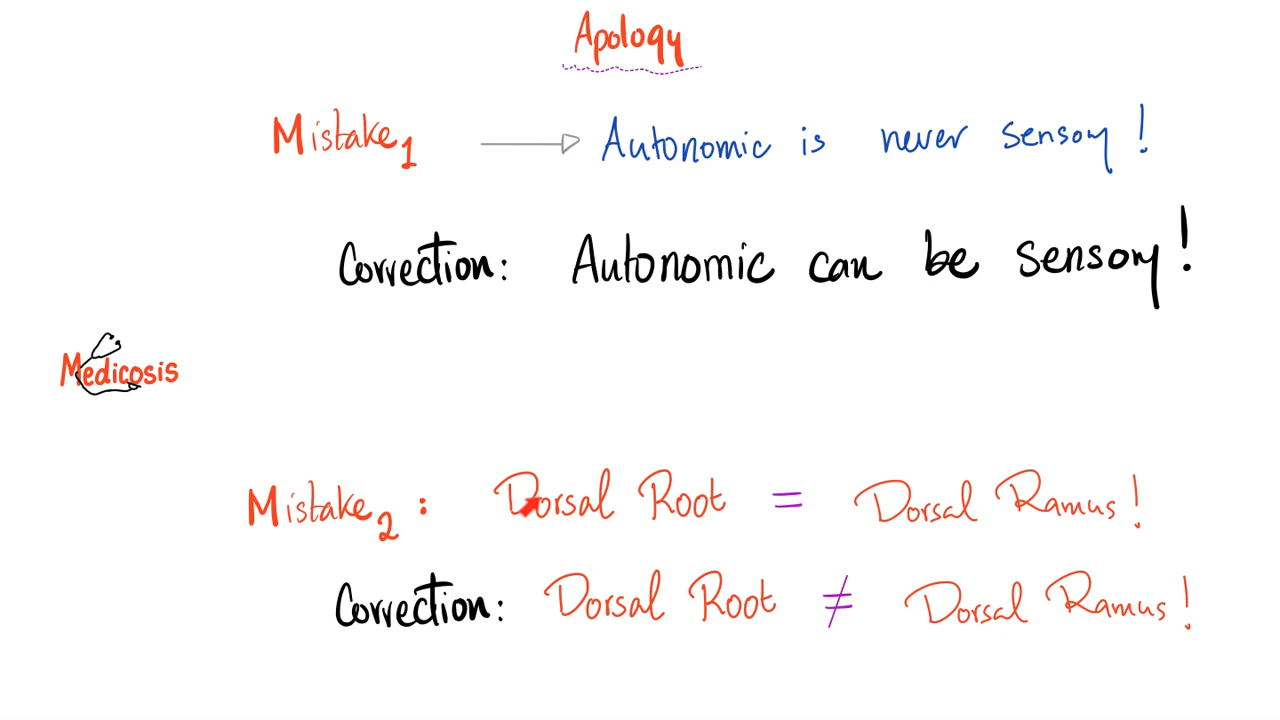 Apology
Mistake1 → Autonomic is never sensory!
Correction: Autonomic can be sensory!
Medicosis
Mistake2: Dorsal Root = Dorsal Ramus!
Correction: Dorsal Root ≠ Dorsal Ramus!